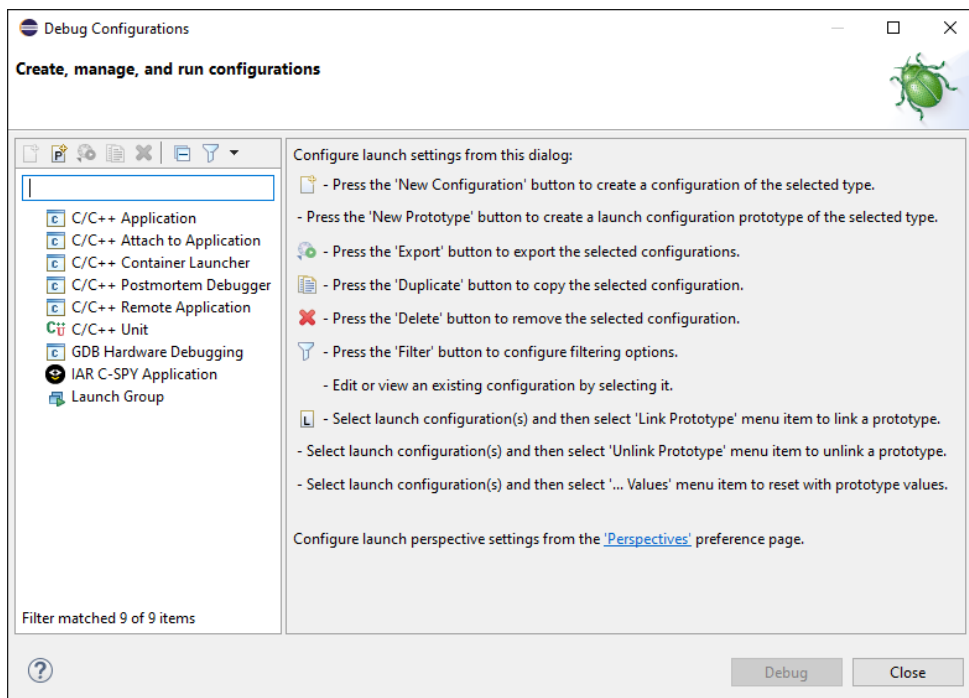 Debug Configurations
Create, manage, and run configurations
Configure launch settings from this dialog:
- Press the 'New Configuration' button to create a configuration of the selected type.
- Press the 'New Prototype' button to create a launch configuration prototype of the selected type.
- Press the 'Export' button to export the selected configurations.
- Press the 'Duplicate' button to copy the selected configuration.
- Press the 'Delete' button to remove the selected configuration.
- Press the 'Filter' button to configure filtering options.
- Edit or view an existing configuration by selecting it.
- Select launch configuration(s) and then select 'Link Prototype' menu item to link a prototype.
- Select launch configuration(s) and then select 'Unlink Prototype' menu item to unlink a prototype.
- Select launch configuration(s) and then select '... Values' menu item to reset with prototype values.
Configure launch perspective settings from the 'Perspectives' preference page.
C/C++ Application
C/C++ Attach to Application
C/C++ Container Launcher
C/C++ Postmortem Debugger
C/C++ Remote Application
C/C++ Unit
GDB Hardware Debugging
IAR C-SPY Application
Launch Group
Filter matched 9 of 9 items
Debug
Close